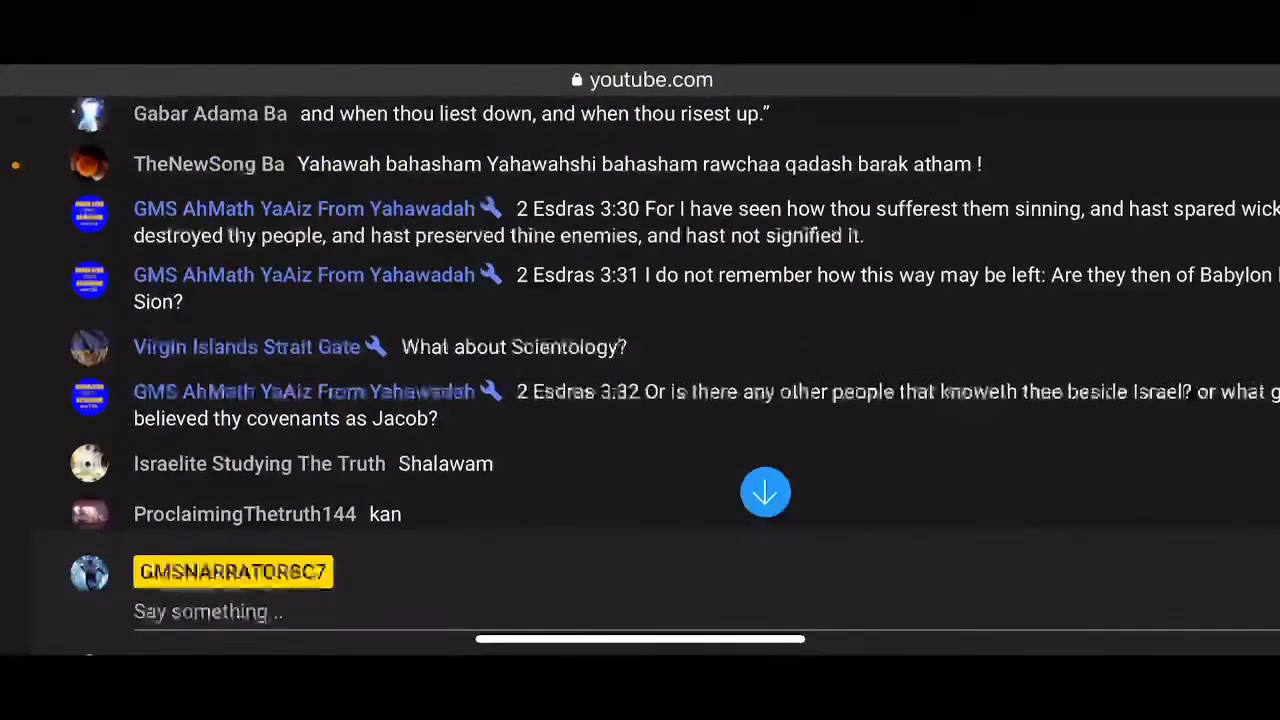 youtube.com
Gabar Adama Ba and when thou liest down, and when thou risest up.”
TheNewSong Ba Yahawah bahasham Yahawahshi bahasham rawchaa qadash barak atham !
GMS AhMath YaAiz From Yahawadah 2 Esdras 3:30 For I have seen how thou sufferest them sinning, and hast spared wick
destroyed thy people, and hast preserved thine enemies, and hast not signified it.
GMS AhMath YaAiz From Yahawadah 2 Esdras 3:31 I do not remember how this way may be left: Are they then of Babylon
Sion?
Virgin Islands Strait Gate What about Scientology?
GMS AhMath YaAiz From Yahawadah 2 Esdras 3:32 Or is there any other people that knoweth thee beside Israel? or what g
believed thy covenants as Jacob?
Israelite Studying The Truth Shalawam
ProclaimingThetruth144 kan
Say something ..